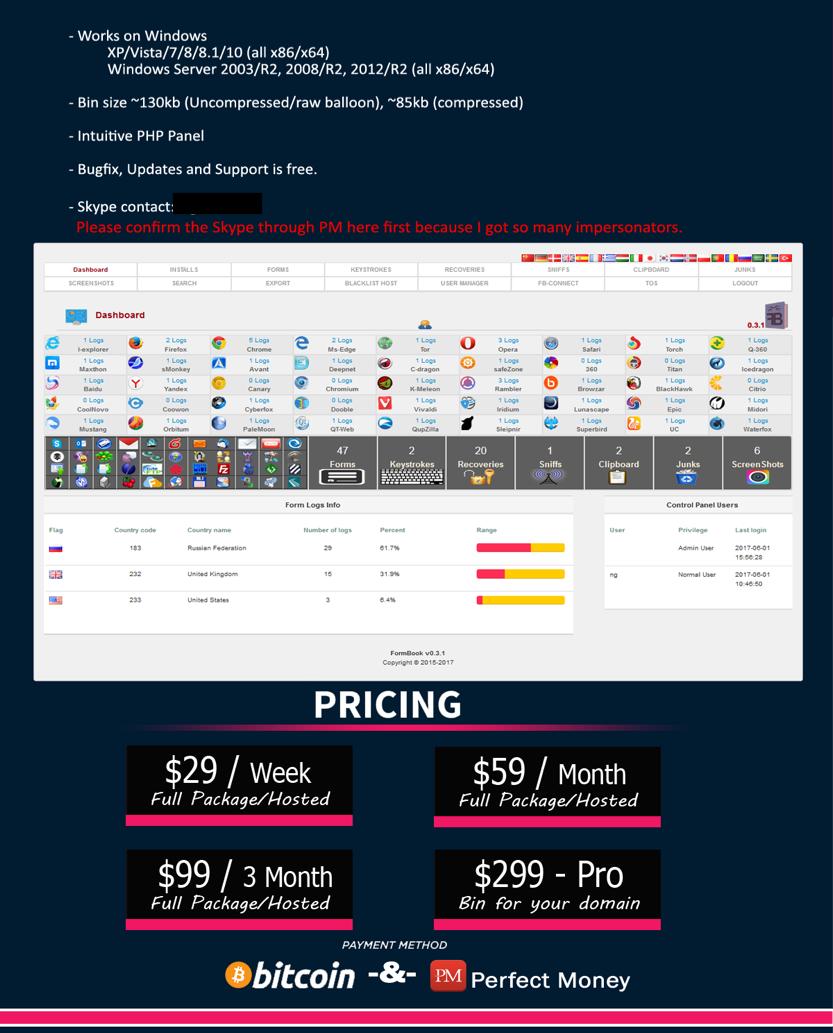 - Works on Windows
XP/Vista/7/8/8.1/10 (all x86/x64)
Windows Server 2003/R2, 2008/R2, 2012/R2 (all x86/x64)
- Bin size ~130kb (Uncompressed/raw balloon), ~85kb (compressed)
- Intuitive PHP Panel
- Bugfix, Updates and Support is free.
- Skype contact:
Please confirm the Skype through PM here first because I got so many impersonators.
Dashboard INSTALLS FORMS KEYSTROKES RECOVERIES SNIFFS CLIPBOARD JUNKS
SCREENSHOTS SEARCH EXPORT BLACKLIST HOST USER MANAGER FB-CONNECT TOS LOGOUT
Dashboard
0.3.1
1 Logs 2 Logs 5 Logs 2 Logs 1 Logs 3 Logs 1 Logs 1 Logs 1 Logs
I-explorer Firefox Chrome Ms-Edge Tor Opera Safari Torch Q-360
1 Logs 1 Logs 1 Logs 1 Logs 1 Logs 1 Logs 0 Logs 0 Logs 1 Logs
Maxthon sMonkey Avant Deepnet C-dragon safeZone 360 Titan Icedragon
1 Logs 1 Logs 0 Logs 0 Logs 1 Logs 3 Logs 1 Logs 1 Logs 0 Logs
Baidu Yandex Canary Chromium K-Meleon Rambler Browzar BlackHawk Citrio
0 Logs 0 Logs 1 Logs 0 Logs 1 Logs 1 Logs 1 Logs 1 Logs 1 Logs
CoolNovo Coowon Cyberfox Dooble Vivaldi Iridium Lunascape Epic Midori
1 Logs 1 Logs 1 Logs 1 Logs 1 Logs 1 Logs 1 Logs 1 Logs 1 Logs
Mustang Orbitum PaleMoon QT-Web QupZilla Sleipnir Superbird UC Waterfox
47 2 20 1 2 2 6
Forms Keystrokes Recoveries Sniffs Clipboard Junks ScreenShots
Form Logs Info
Flag Country code Country name Number of logs Percent Range
183 Russian Federation 29 61.7%
232 United Kingdom 15 31.9%
233 United States 3 6.4%
Control Panel Users
User Privilege Last login
Admin User 2017-06-01
15:56:28
ng Normal User 2017-06-01
10:46:50
FormBook v0.3.1
Copyright © 2015-2017
PRICING
$29 / Week
Full Package/Hosted
$59 / Month
Full Package/Hosted
$99 / 3 Month
Full Package/Hosted
$299 - Pro
Bin for your domain
PAYMENT METHOD
bitcoin -&- PM Perfect Money